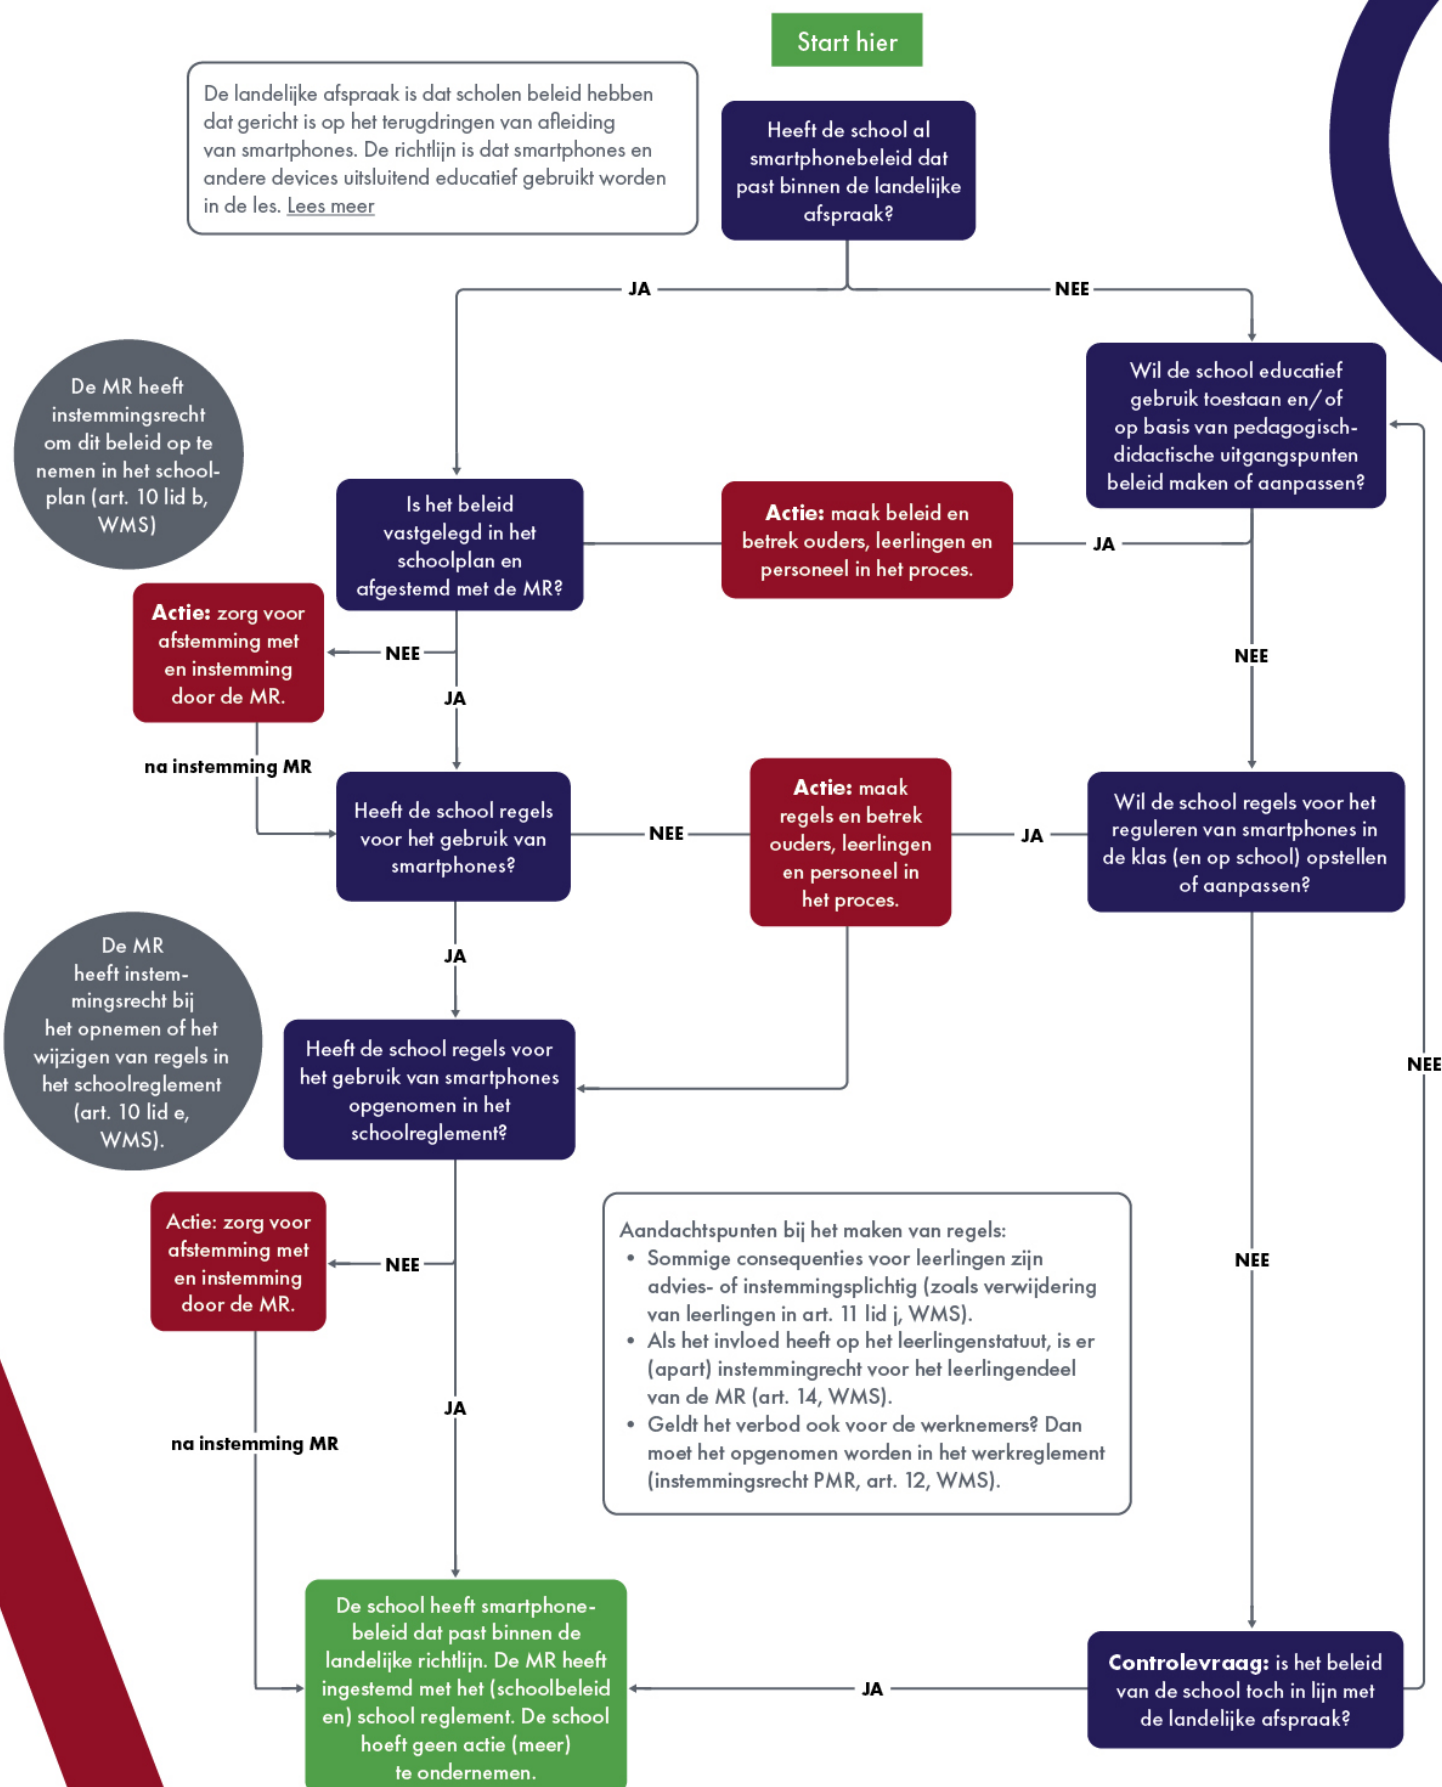 Start hier
De landelijke afspraak is dat scholen beleid hebben
dat gericht is op het terugdringen van afleiding
van smartphones. De richtlijn is dat smartphones en
andere devices uitsluitend educatief gebruikt worden
in de les. Lees meer
Heeft de school al
smartphonebeleid dat
past binnen de landelijke
afspraak?
JA
NEE
De MR heeft
instemmingsrecht
om dit beleid op te
nemen in het school-
plan (art. 10 lid b,
WMS)
Wil de school educatief
gebruik toestaan en/of
op basis van pedagogisch-
didactische uitgangspunten
beleid maken of aanpassen?
Is het beleid
vastgelegd in het
schoolplan en
afgestemd met de MR?
Actie: maak beleid en
betrek ouders, leerlingen en
personeel in het proces.
JA
Actie: zorg voor
afstemming met
en instemming
door de MR.
NEE
JA
NEE
na instemming MR
Heeft de school regels
voor het gebruik van
smartphones?
NEE
Actie: maak
regels en betrek
ouders, leerlingen
en personeel in
het proces.
JA
Wil de school regels voor het
reguleren van smartphones in
de klas (en op school) opstellen
of aanpassen?
JA
De MR
heeft instem-
mingsrecht bij
het opnemen of het
wijzigen van regels in
het schoolreglement
(art. 10 lid e,
WMS).
Heeft de school regels voor
het gebruik van smartphones
opgenomen in het
schoolreglement?
NEE
Actie: zorg voor
afstemming met
en instemming
door de MR.
NEE
Aandachtspunten bij het maken van regels:
• Sommige consequenties voor leerlingen zijn
advies- of instemmingsplichtig (zoals verwijdering
van leerlingen in art. 11 lid j, WMS).
• Als het invloed heeft op het leerlingenstatuut, is er
(apart) instemmingrecht voor het leerlingendeel
van de MR (art. 14, WMS).
• Geldt het verbod ook voor de werknemers? Dan
moet het opgenomen worden in het werkreglement
(instemmingsrecht PMR, art. 12, WMS).
NEE
JA
na instemming MR
De school heeft smartphone-
beleid dat past binnen de
landelijke richtlijn. De MR heeft
ingestemd met het (schoolbeleid
en) school reglement. De school
hoeft geen actie (meer)
te ondernemen.
JA
Controlevraag: is het beleid
van de school toch in lijn met
de landelijke afspraak?